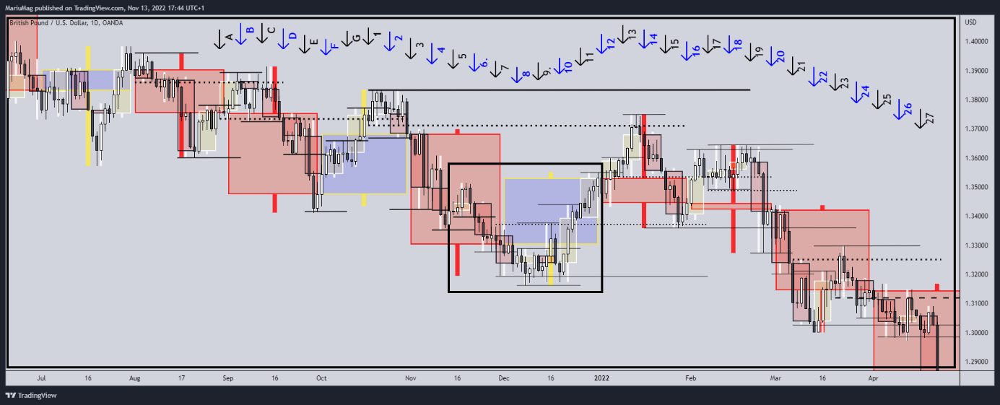 MariuMag published on TradingView.com, Nov 13, 2022 17:44 UTC+1
British Pound / U.S. Dollar, 1D, OANDA
USD
A B C D E F G 1 2 3 4 5 6. 7 8 9. 10 11 12 13 14 15 16 17 18 19 20 21 22 23 24 25 26 27
1.40000
1.39000
1.38000
1.37000
1.36000
1.35000
1.34000
1.33000
1.32000
1.31000
1.30000
1.29000
Jul 16 Aug 17 Sep 16 Oct Nov 16 Dec 16 2022 Feb Mar 16 Apr
TradingView